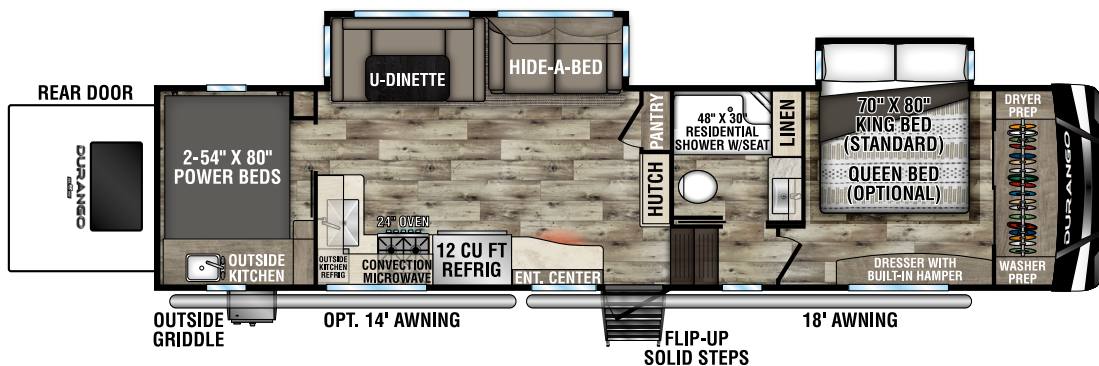 REAR DOOR
DURANGO
2-54" X 80"
POWER BEDS
OUTSIDE
KITCHEN
OUTSIDE
GRIDDLE
U-DINETTE
HIDE-A-BED
24" OVEN
OUTSIDE
KITCHEN
REFRIG
CONVECTION
MICROWAVE
12 CU FT
REFRIG
ENT. CENTER
OPT. 14' AWNING
PANTRY
HUTCH
48" X 30"
RESIDENTIAL
SHOWER W/SEAT
LINEN
70" X 80"
KING BED
(STANDARD)
QUEEN BED
(OPTIONAL)
DRESSER WITH
BUILT-IN HAMPER
DRYER
PREP
WASHER
PREP
DURANGO
18' AWNING
FLIP-UP
SOLID STEPS